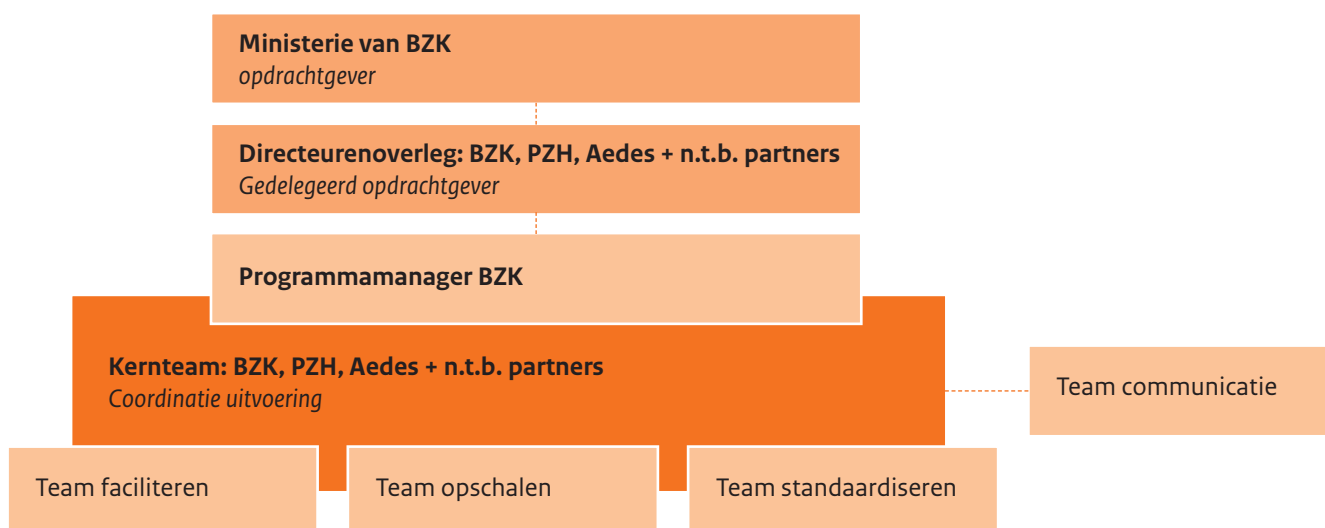 Ministerie van BZK
opdrachtgever
Directeurenoverleg: BZK, PZH, Aedes + n.t.b. partners
Gedelegeerd opdrachtgever
Programmamanager BZK
Kernteam: BZK, PZH, Aedes + n.t.b. partners
Coordinatie uitvoering
Team communicatie
Team faciliteren
Team opschalen
Team standaardiseren